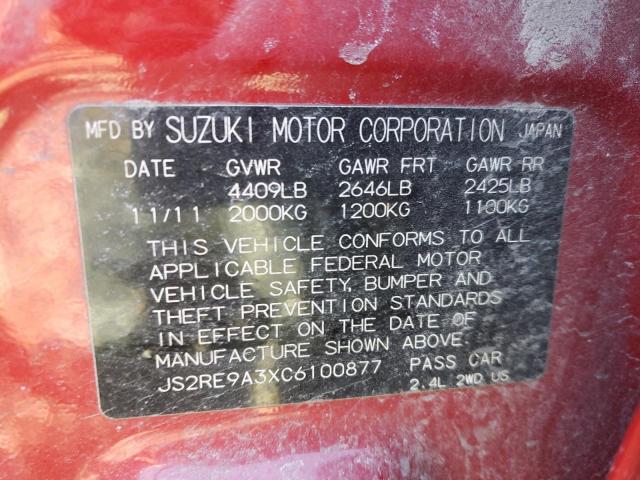 MFD BY SUZUKI MOTOR CORPORATION JAPAN
DATE GVWR GAWR FRT GAWR RR
4409LB 2646LB 2425LB
11/11 2000KG 1200KG 1100KG
THIS VEHICLE CONFORMS TO ALL
APPLICABLE FEDERAL MOTOR
VEHICLE SAFETY, BUMPER AND
THEFT PREVENTION STANDARDS
IN EFFECT ON THE DATE OF
MANUFACTURE SHOWN ABOVE.
JS2RE9A3XC6100877 PASS CAR
2.4L 2WD US